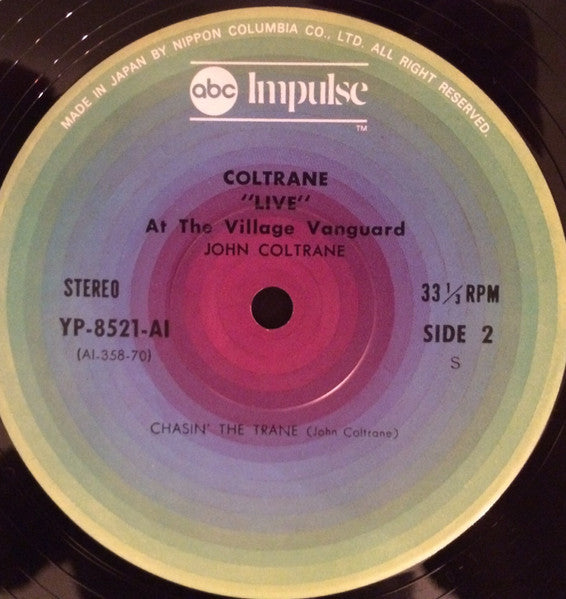 MADE IN JAPAN BY NIPPON COLUMBIA CO., LTD. ALL RIGHT RESERVED.
abc Impulse
TM
COLTRANE
"LIVE"
At The Village Vanguard
JOHN COLTRANE
STEREO
33 1/3 RPM
YP-8521-AI
SIDE 2
(AI-358-70)
S
CHASIN' THE TRANE (John Coltrane)